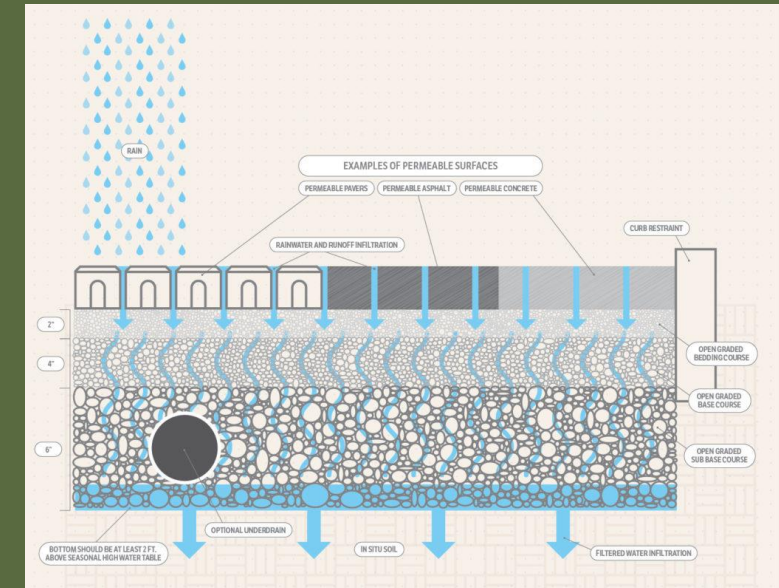 RAIN
EXAMPLES OF PERMEABLE SURFACES
PERMEABLE PAVERS
PERMEABLE ASPHALT
PERMEABLE CONCRETE
CURB RESTRAINT
RAINWATER AND RUNOFF INFILTRATION
2"
4"
6"
OPEN GRADED
BEDDING COURSE
OPEN GRADED
BASE COURSE
OPEN GRADED
SUB BASE COURSE
OPTIONAL UNDERDRAIN
BOTTOM SHOULD BE AT LEAST 2 FT.
ABOVE SEASONAL HIGH WATER TABLE
IN SITU SOIL
FILTERED WATER INFILTRATION